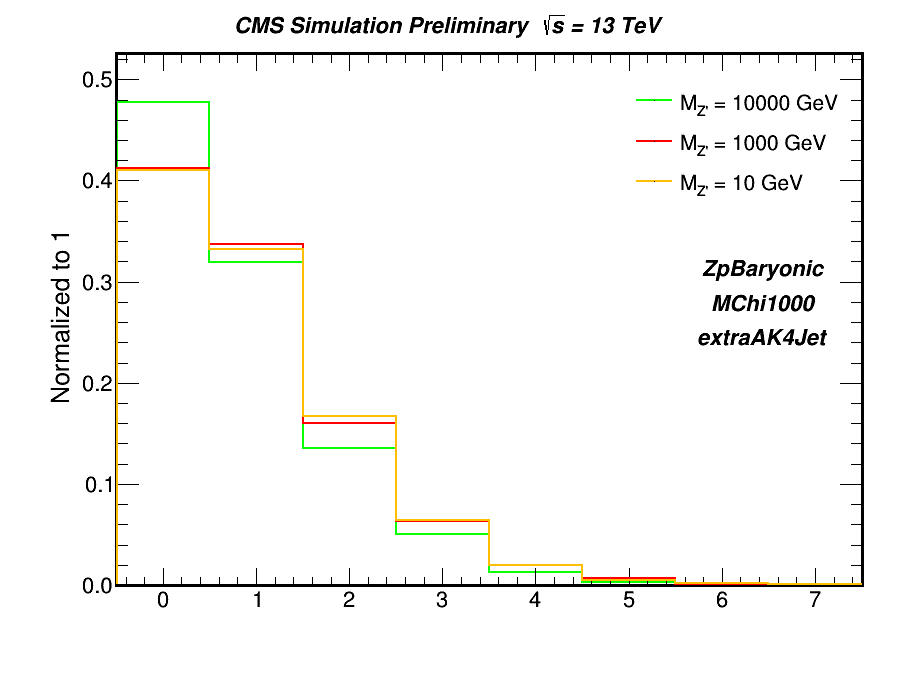 CMS Simulation Preliminary √s = 13 TeV
0.5
0.4
0.3
0.2
0.1
0.0
Normalized to 1
M_Z' = 10000 GeV
M_Z' = 1000 GeV
M_Z' = 10 GeV
ZpBaryonic
MChi1000
extraAK4Jet
0 1 2 3 4 5 6 7